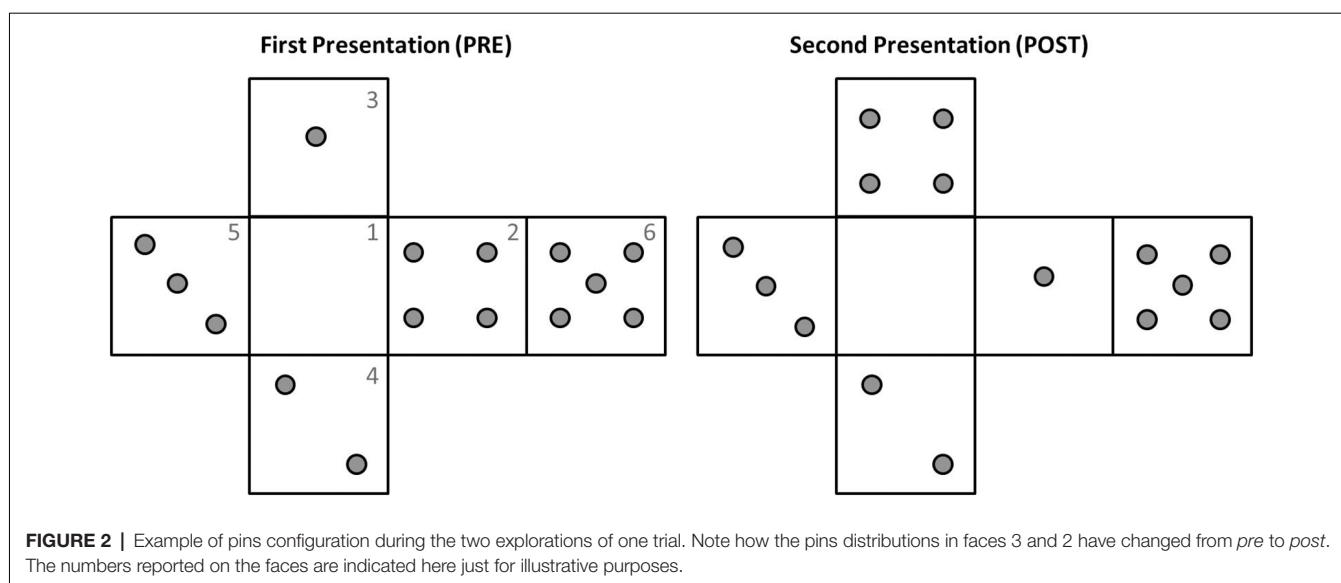 First Presentation (PRE)
Second Presentation (POST)
3
5
1
2
6
4
FIGURE 2 | Example of pins configuration during the two explorations of one trial. Note how the pins distributions in faces 3 and 2 have changed from pre to post.
The numbers reported on the faces are indicated here just for illustrative purposes.